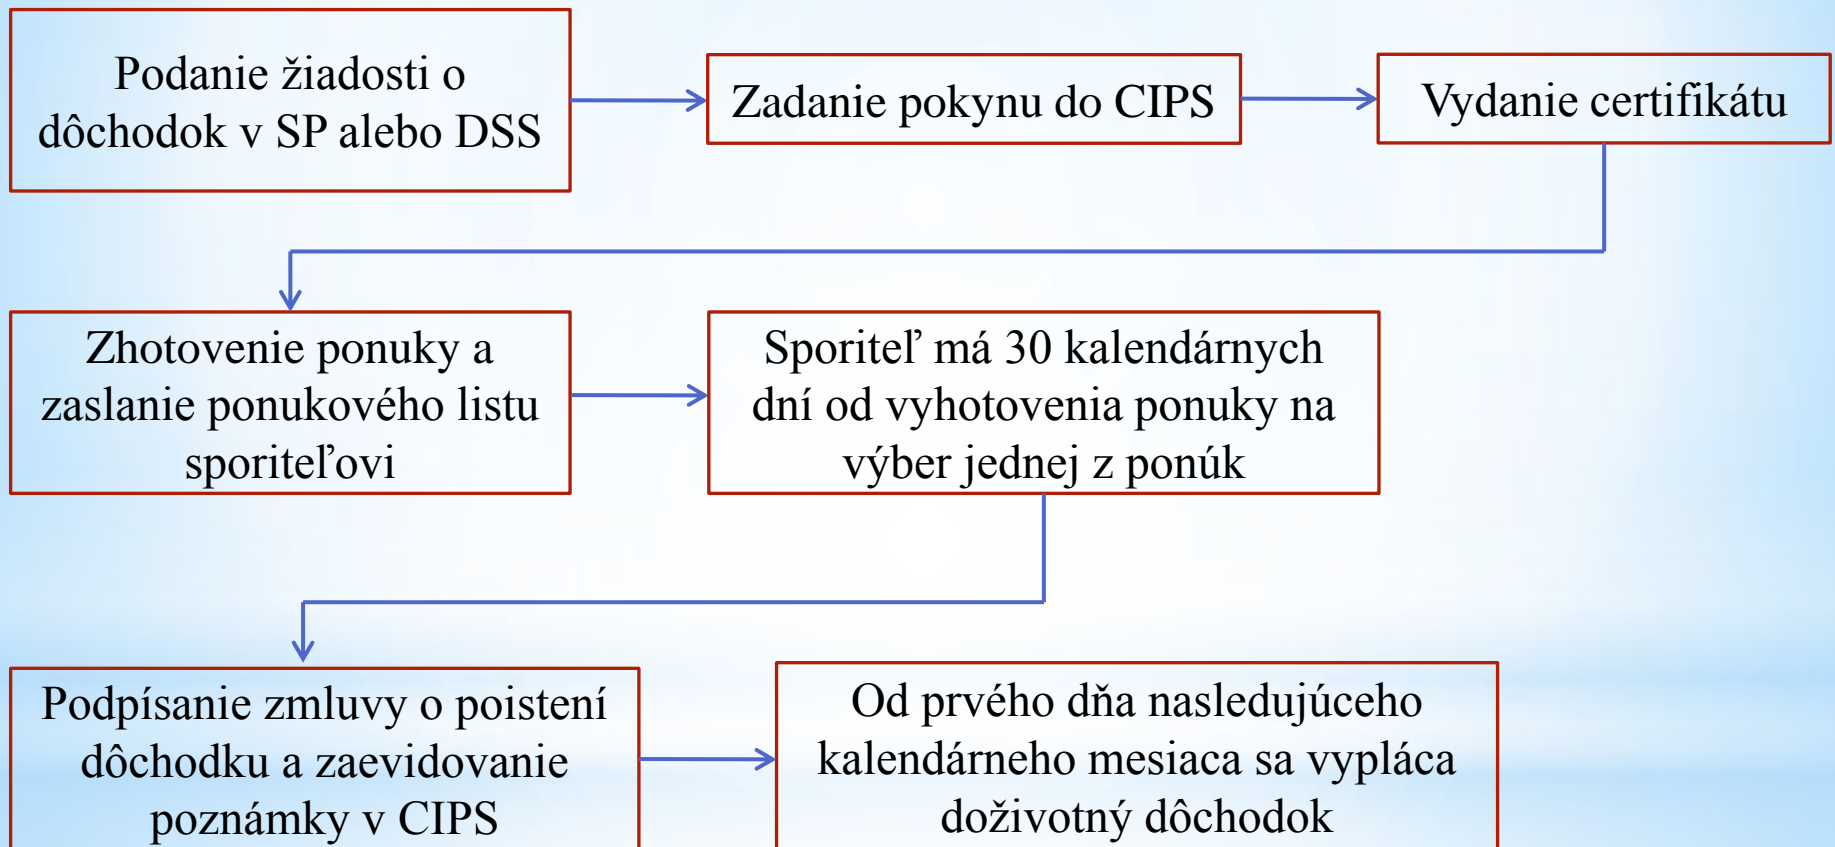 Podanie žiadosti o
dôchodok v SP alebo DSS
Zadanie pokynu do CIPS
Vydanie certifikátu
Zhotovenie ponuky a
zaslanie ponukového listu
sporiteľovi
Sporiteľ má 30 kalendárnych
dní od vyhotovenia ponuky na
výber jednej z ponúk
Podpísanie zmluvy o poistení
dôchodku a zaevidovanie
poznámky v CIPS
Od prvého dňa nasledujúceho
kalendárneho mesiaca sa vypláca
doživotný dôchodok